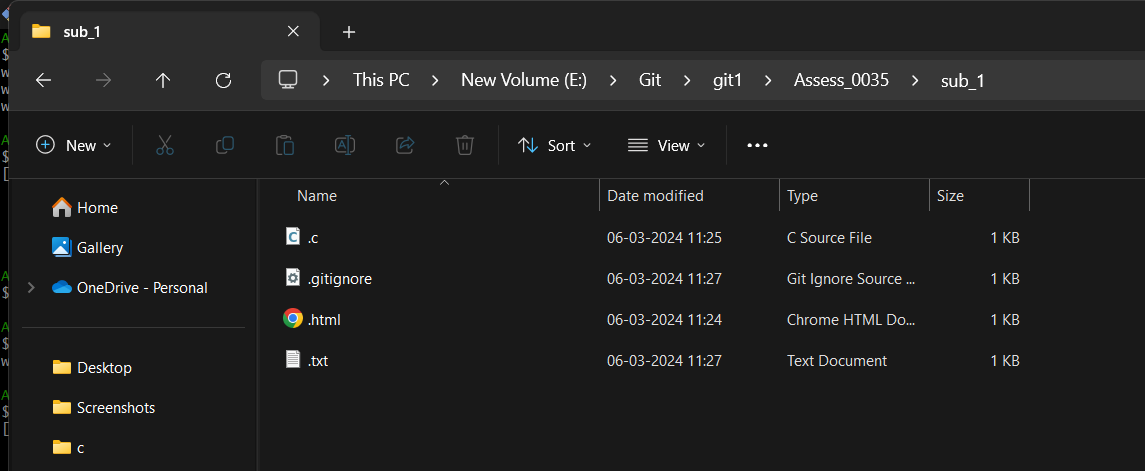 sub_1
This PC > New Volume (E:) > Git > git1 > Assess_0035 > sub_1
New Sort View
Name Date modified Type Size
Home
Gallery
OneDrive - Personal
Desktop
Screenshots
c
.c 06-03-2024 11:25 C Source File 1 KB
.gitignore 06-03-2024 11:27 Git Ignore Source ... 1 KB
.html 06-03-2024 11:24 Chrome HTML Do... 1 KB
.txt 06-03-2024 11:27 Text Document 1 KB